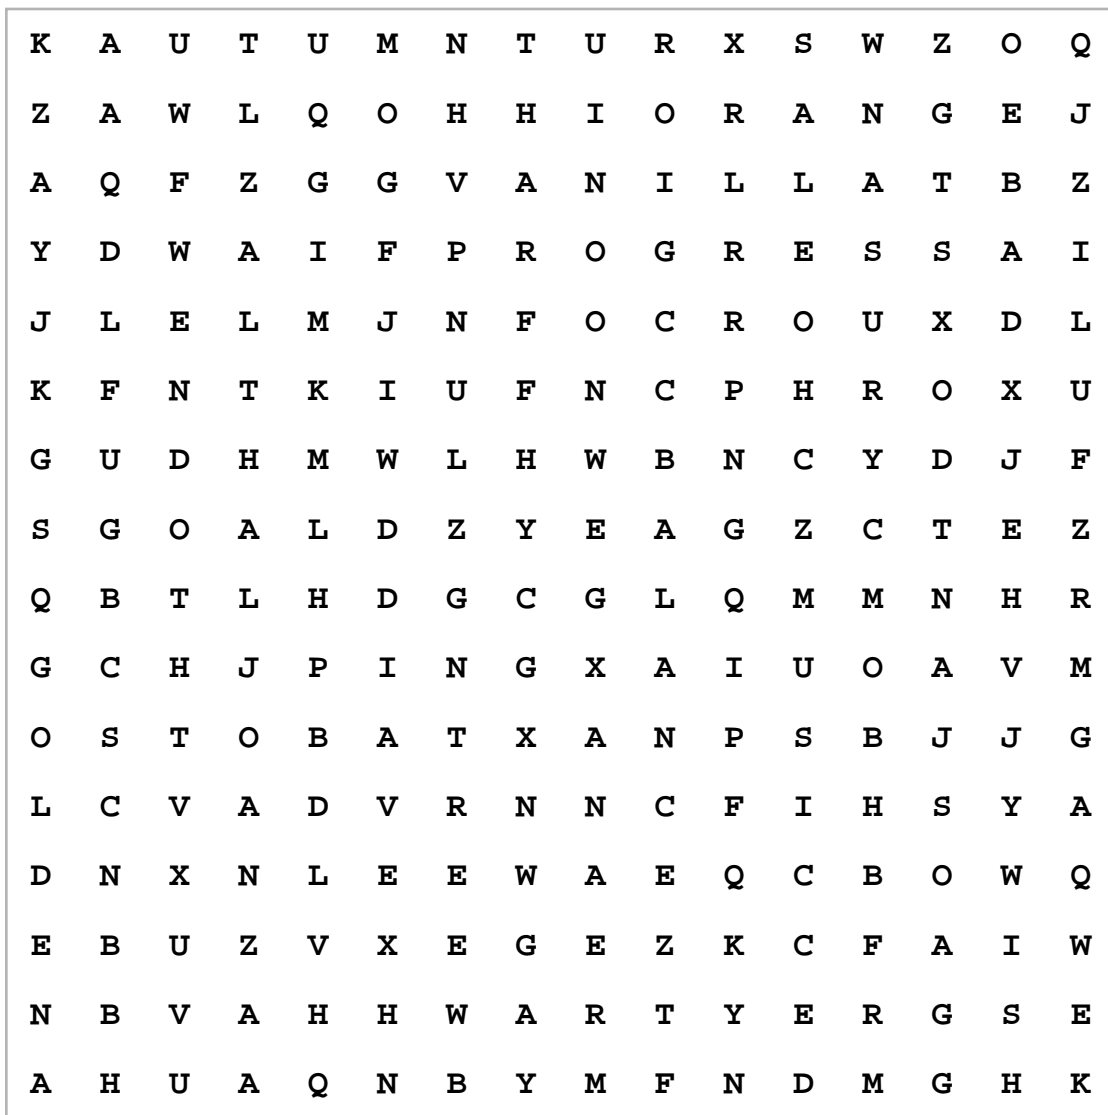 K A U T U M N T U R X S W Z O Q
Z A W L Q O H H I O R A N G E J
A Q F Z G G V A N I L L A T B Z
Y D W A I F P R O G R E S S A I
J L E L M J N F O C R O U X D L
K F N T K I U F N C P H R O X U
G U D H M W L H W B N C Y D J F
S G O A L D Z Y E A G Z C T E Z
Q B T L H D G C G L Q M M N H R
G C H J P I N G X A I U O A V M
O S T O B A T X A N P S B J J G
L C V A D V R N N C F I H S Y A
D N X N L E E W A E Q C B O W Q
E B U Z V X E G E Z K C F A I W
N B V A H H W A R T Y E R G S E
A H U A Q N B Y M F N D M G H K